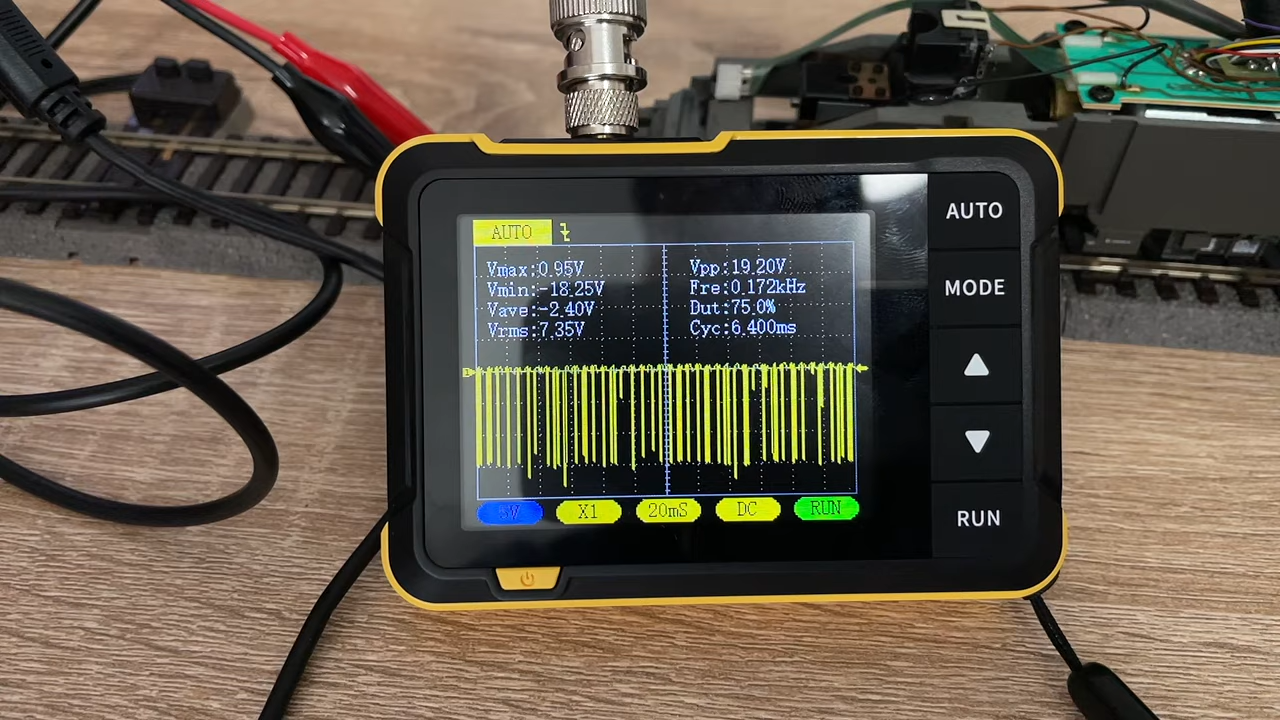 AUTO
Vmax:0.95V
Vmin:-18.25V
Vave:-2.40V
Vrms:7.35V
Vpp:19.20V
Fre:0.172kHz
Dut:75.0%
Cyc:6.400ms
5V
X1
20mS
DC
RUN
AUTO
MODE
RUN